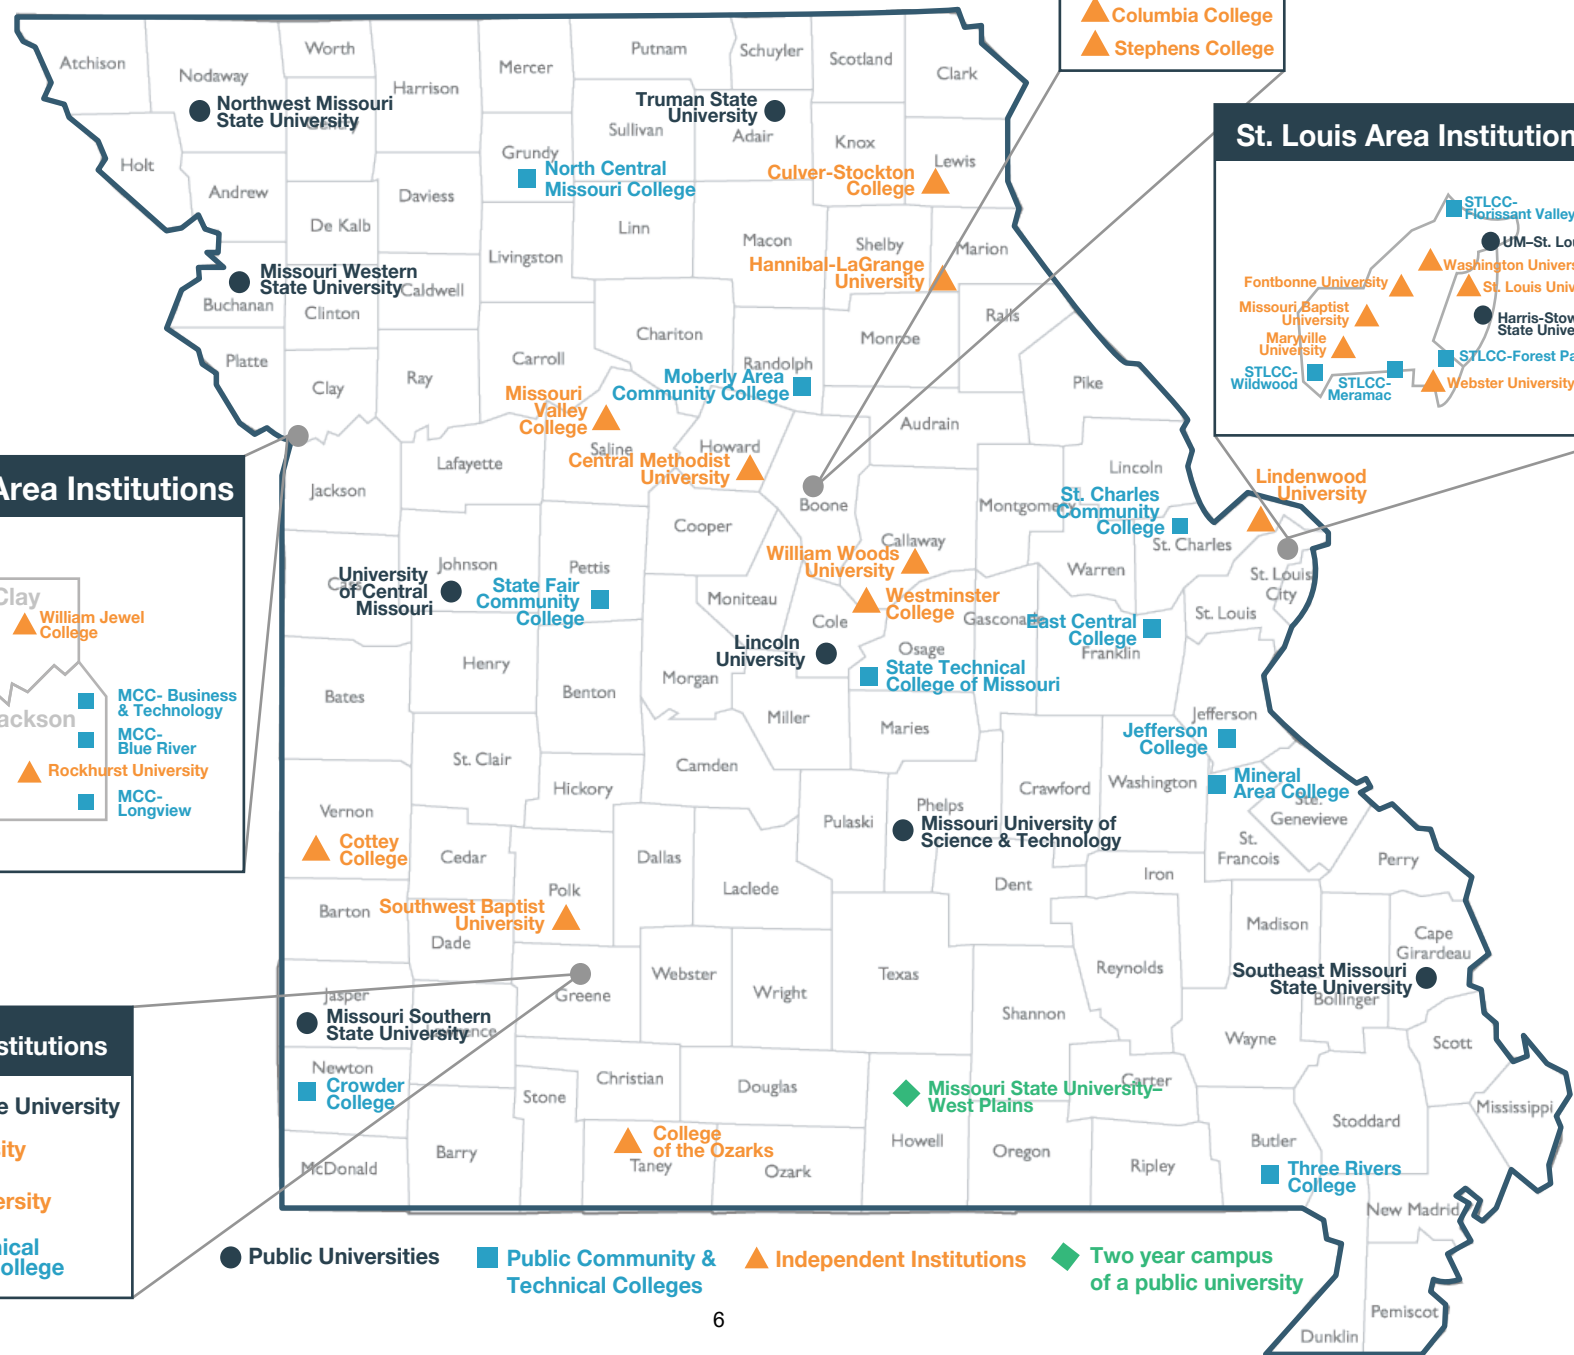 Columbia College
Stephens College
St. Louis Area Institution
STLCC-
Florissant Valley
UM–St. Lou
Washington Univers
Fontbonne University
St. Louis Univ
Missouri Baptist
University
Harris-Stow
State Unive
Maryville
University
STLCC-Forest Pa
STLCC-
Wildwood
STLCC-
Meramac
Webster University
Atchison
Nodaway
Worth
Harrison
Mercer
Putnam
Schuyler
Scotland
Clark
Northwest Missouri
State University
Gentry
Truman State
University
Sullivan
Adair
Knox
Lewis
Holt
Andrew
De Kalb
Daviess
Grundy
North Central
Missouri College
Culver-Stockton
College
Linn
Macon
Shelby
Marion
Livingston
Hannibal-LaGrange
University
Missouri Western
State University
Buchanan
Clinton
Caldwell
Chariton
Randolph
Monroe
Ralls
Platte
Clay
Ray
Carroll
Moberly Area
Community College
Pike
Missouri
Valley
College
Saline
Howard
Audrain
Central Methodist
University
Lafayette
Jackson
Boone
Lincoln
Montgomery
St. Charles
Community
College
St. Charles
Lindenwood
University
Cooper
Callaway
William Woods
University
Warren
St. Louis
City
St. Louis
Johnson
Cass
University
of Central
Missouri
Pettis
State Fair
Community
College
Moniteau
Cole
Westminster
College
Gasconade
East Central
College
Franklin
Lincoln
University
Osage
State Technical
College of Missouri
Henry
Bates
Benton
Morgan
Miller
Maries
Jefferson
Jefferson
College
St. Clair
Camden
Hickory
Crawford
Washington
Mineral
Area College
Ste.
Genevieve
Vernon
Phelps
Pulaski
Missouri University of
Science & Technology
St.
Francois
Perry
Cottey
College
Cedar
Dallas
Polk
Laclede
Dent
Iron
Barton
Southwest Baptist
University
Dade
Madison
Cape
Girardeau
Webster
Wright
Texas
Reynolds
Southeast Missouri
State University
Bollinger
Greene
Jasper
Missouri Southern
State University
Lawrence
Shannon
Wayne
Scott
Newton
Crowder
College
Christian
Stone
Douglas
Missouri State University–
West Plains
Carter
Stoddard
Mississippi
McDonald
Barry
College
of the Ozarks
Taney
Ozark
Howell
Oregon
Ripley
Butler
Three Rivers
College
New Madrid
Pemiscot
Dunklin
Area Institutions
Clay
William Jewel
College
MCC- Business
& Technology
ackson
MCC-
Blue River
Rockhurst University
MCC-
Longview
stitutions
e University
ity
ersity
ical
ollege
Public Universities
Public Community &
Technical Colleges
Independent Institutions
Two year campus
of a public university
6